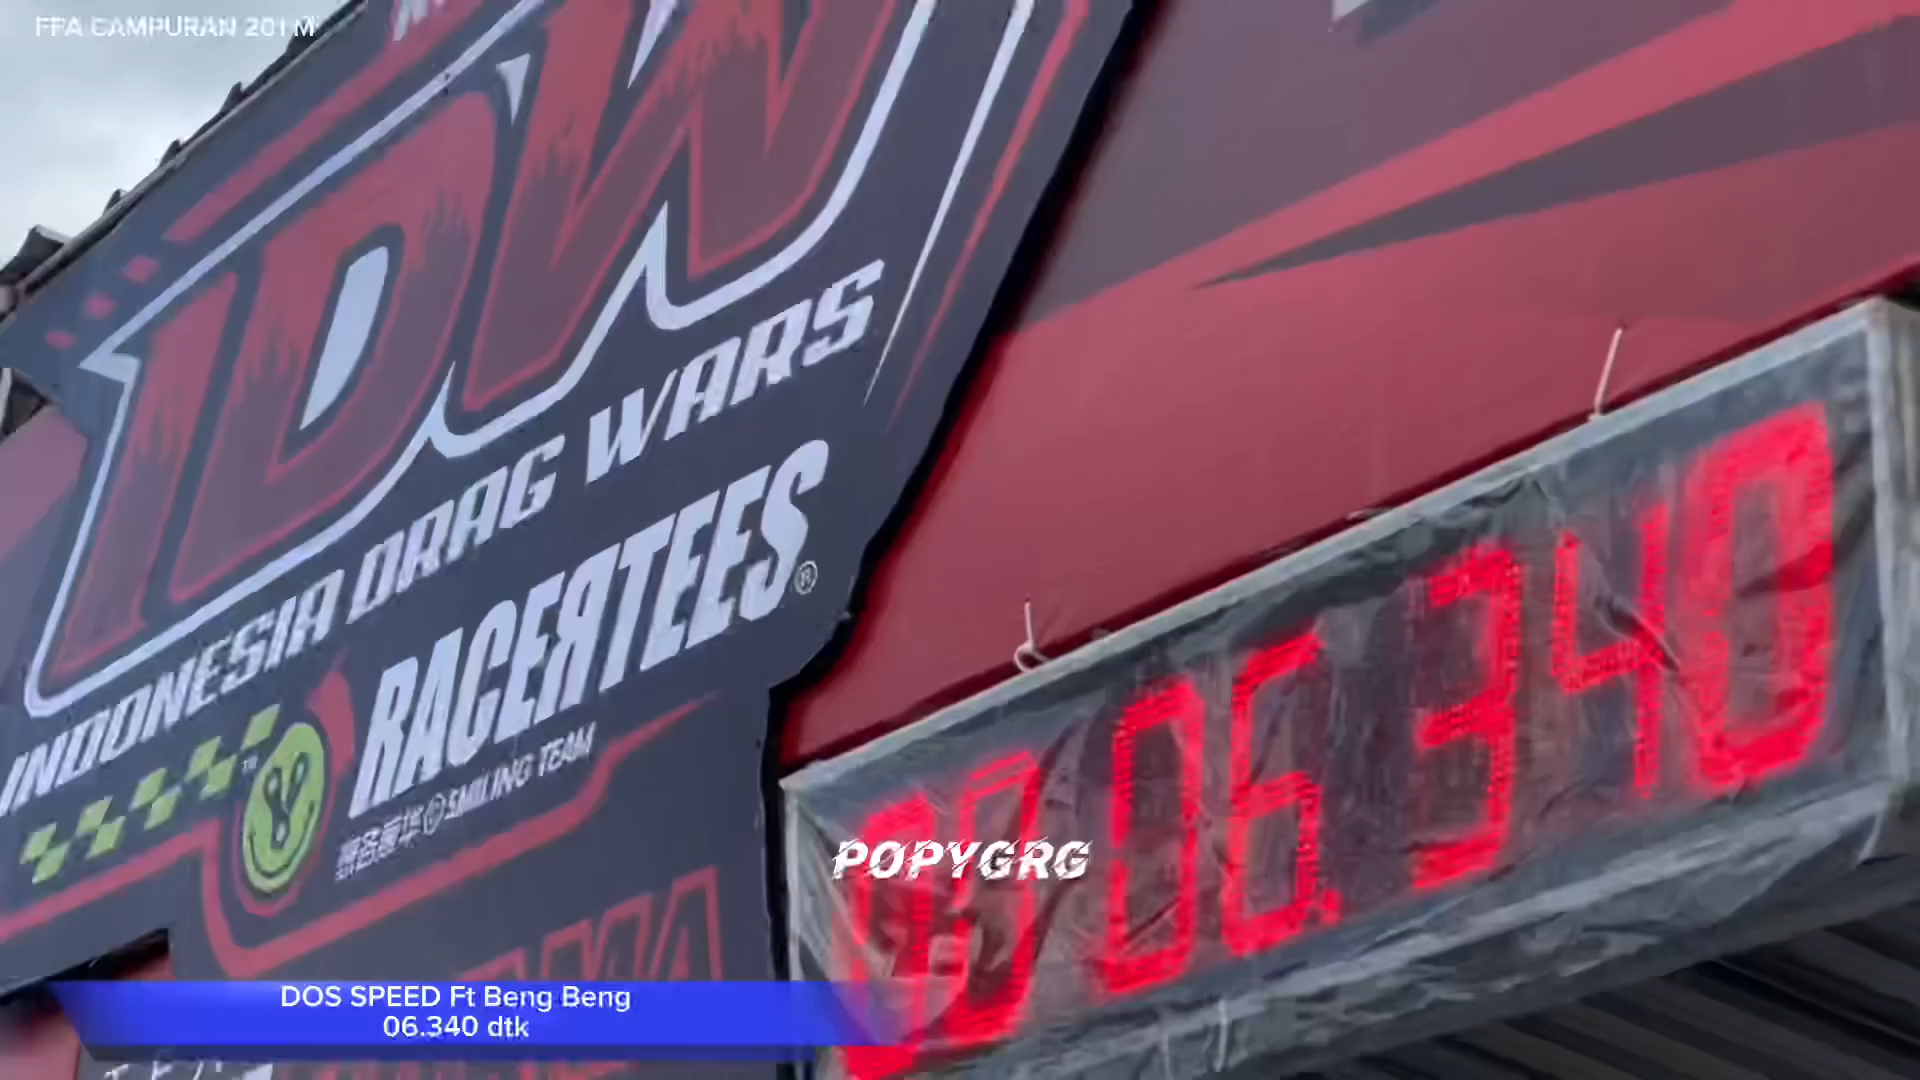 FFA CAMPURAN 201 M
IDW
INDONESIA DRAG WARS
RACERTEES®
SMILING TEAM
06.340
POPYGRG
DOS SPEED Ft Beng Beng
06.340 dtk